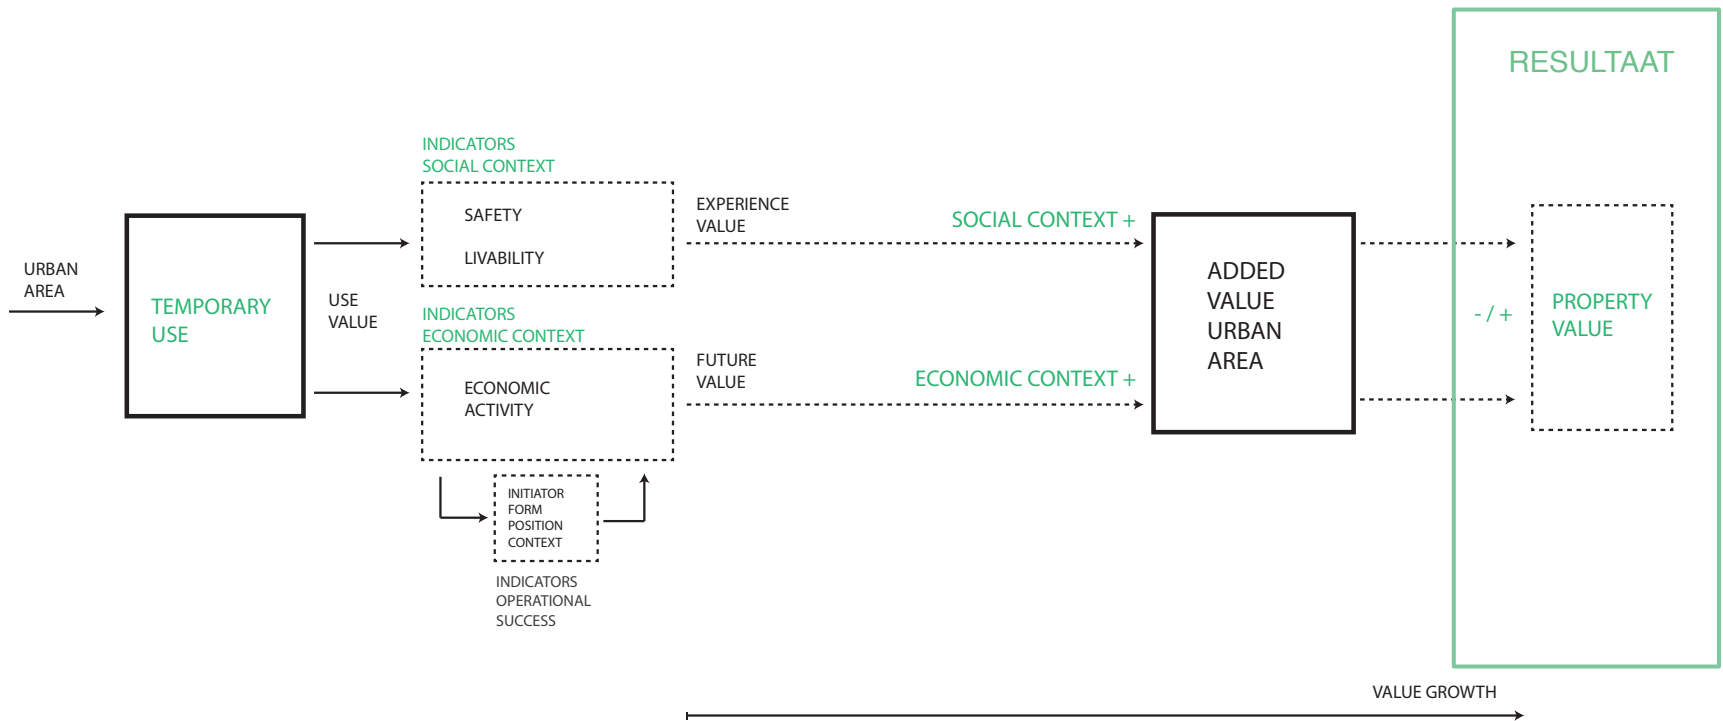 RESULTAAT
INDICATORS
SOCIAL CONTEXT
SAFETY
LIVABILITY
EXPERIENCE
VALUE
SOCIAL CONTEXT +
URBAN
AREA
TEMPORARY
USE
USE
VALUE
INDICATORS
ECONOMIC CONTEXT
ECONOMIC
ACTIVITY
FUTURE
VALUE
ECONOMIC CONTEXT +
ADDED
VALUE
URBAN
AREA
- / +
PROPERTY
VALUE
INITIATOR
FORM
POSITION
CONTEXT
INDICATORS
OPERATIONAL
SUCCESS
VALUE GROWTH